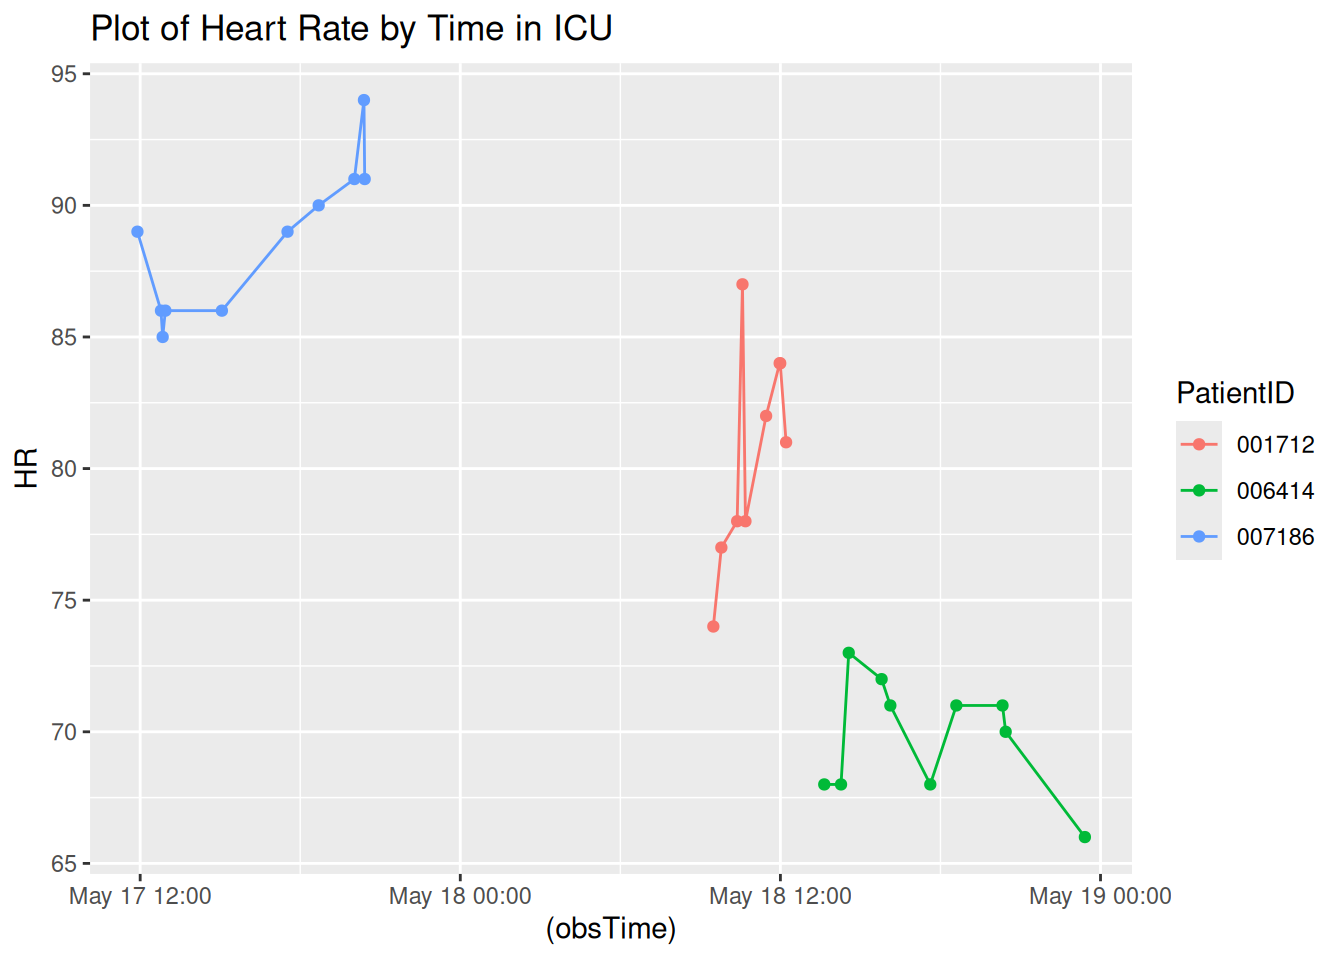 Plot of Heart Rate by Time in ICU
95
90
85
80
75
70
65
HR
May 17 12:00
May 18 00:00
May 18 12:00
May 19 00:00
(obsTime)
PatientID
001712
006414
007186